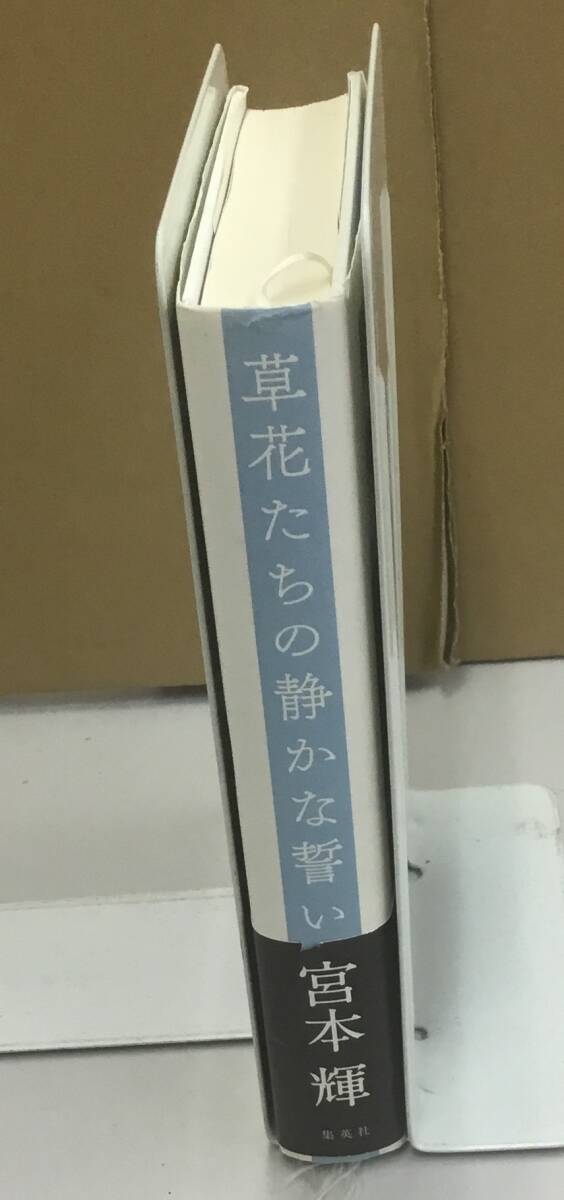 草花たちの静かな誓い
宮本輝
集英社